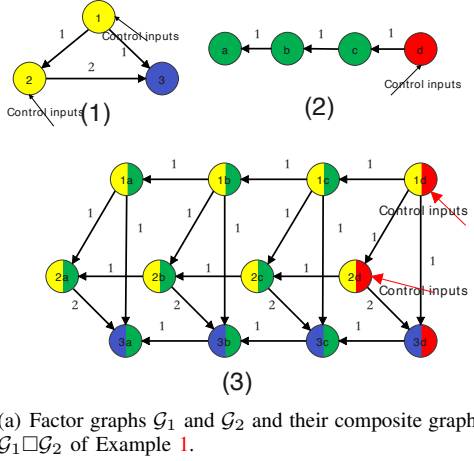 1
Control inputs
1
1
2
2
3
Control inputs
(1)
a
b
c
d
1
1
1
Control inputs
(2)
1a
1b
1c
1d
1
1
1
Control inputs
1
1
1
1
1
1
1
1
2a
2b
2c
2d
1
1
1
Control inputs
2
2
2
2
3a
3b
3c
3d
1
1
1
(3)
(a) Factor graphs 𝒢₁ and 𝒢₂ and their composite graph
𝒢₁□𝒢₂ of Example 1.